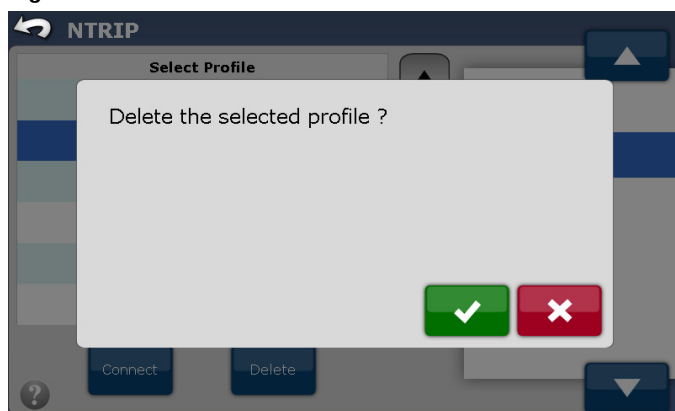 NTRIP
Select Profile
Delete the selected profile ?
Connect
Delete
?